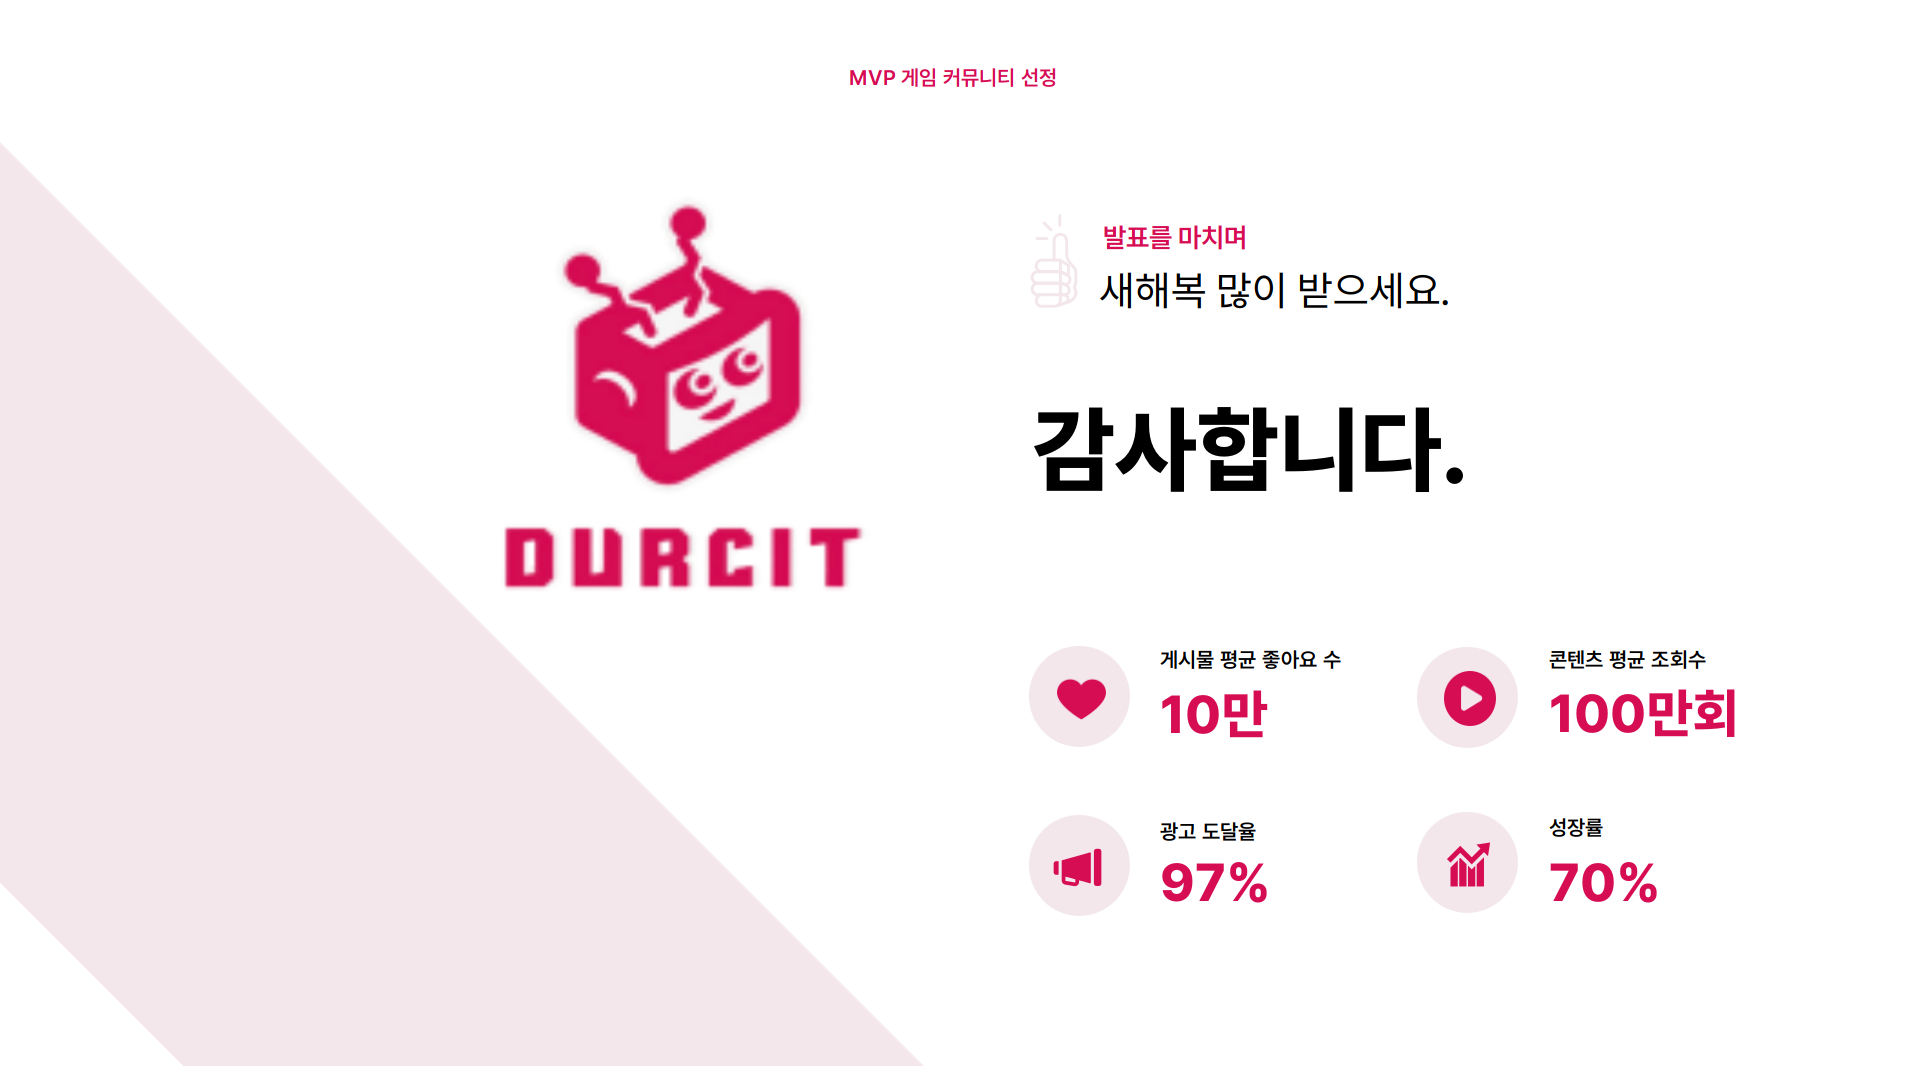 MVP 게임 커뮤니티 선정
DURCIT
발표를 마치며
새해복 많이 받으세요.
감사합니다.
게시물 평균 좋아요 수
10만
콘텐츠 평균 조회수
100만회
광고 도달율
97%
성장률
70%